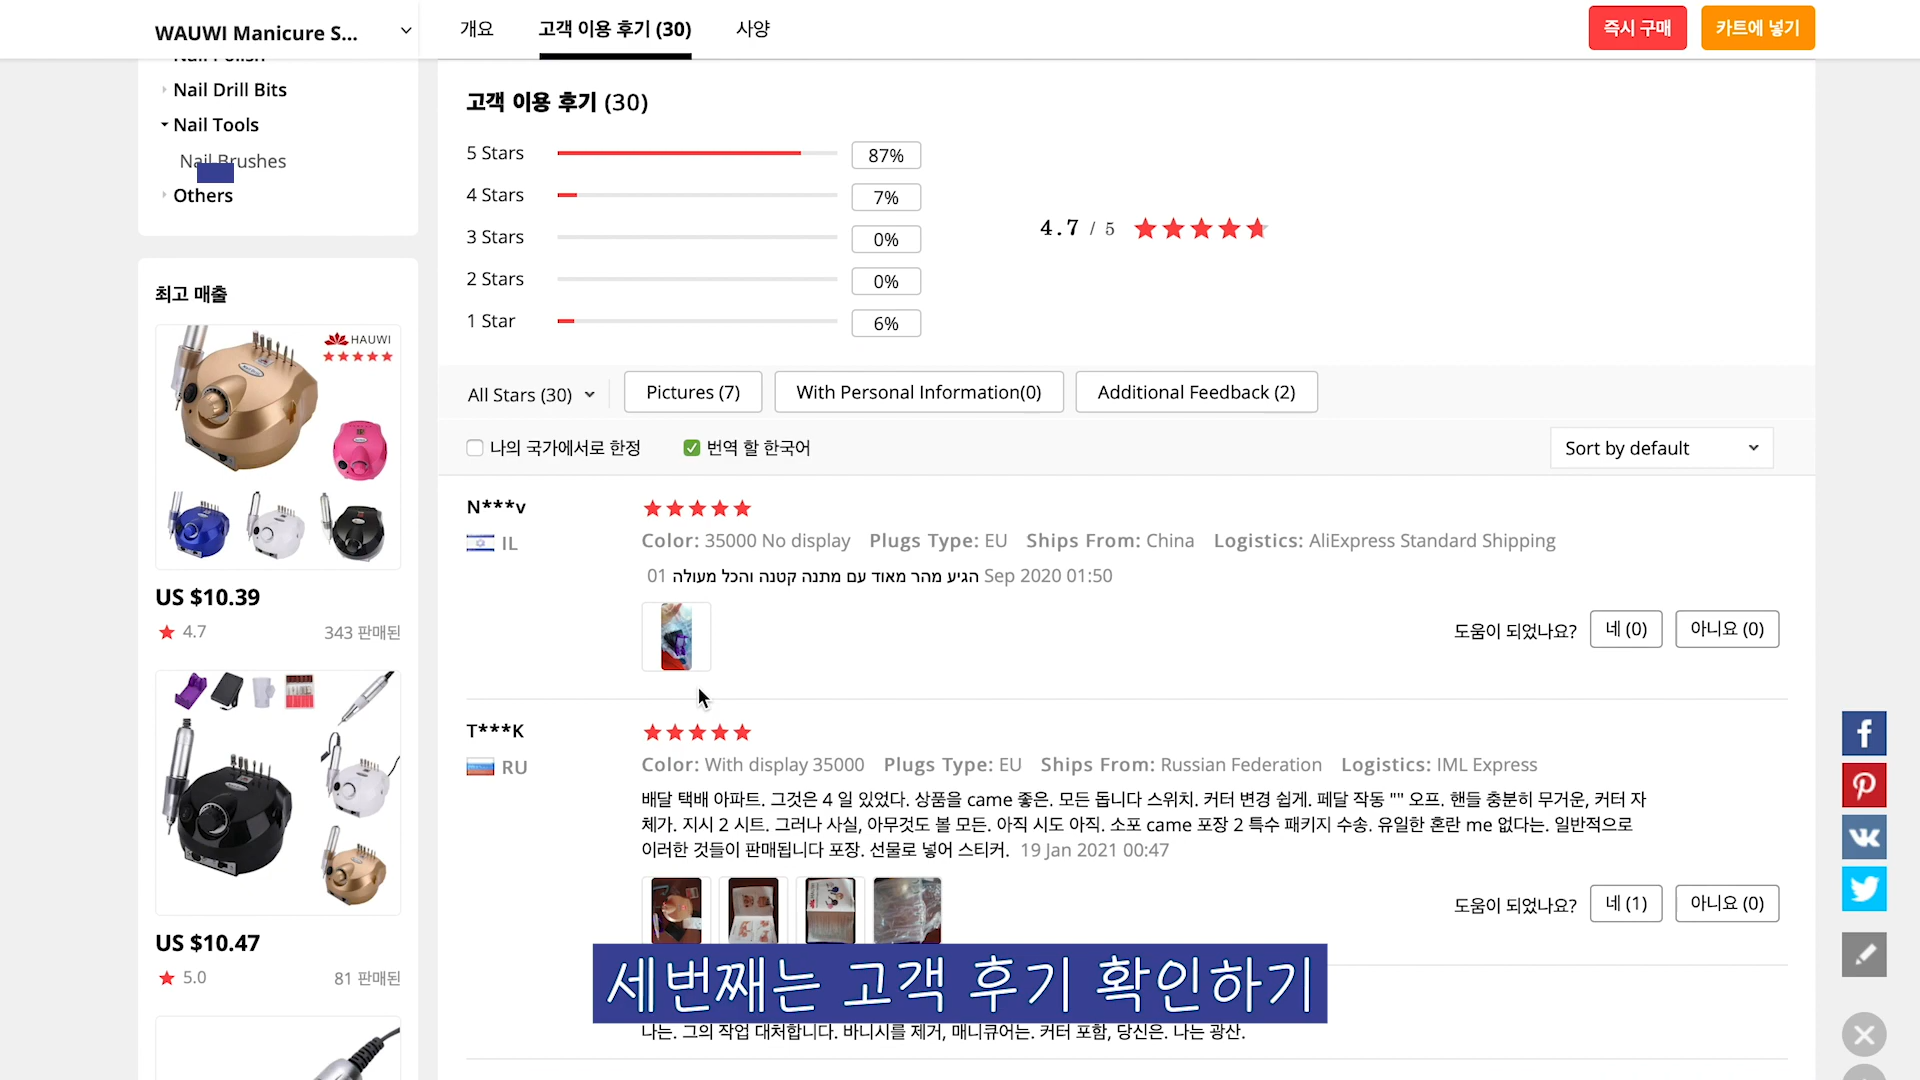 WAUWI Manicure S...
개요
고객 이용 후기 (30)
사양
즉시 구매
카트에 넣기
Nail Polish
Nail Drill Bits
Nail Tools
Nail Brushes
Others
최고 매출
HAUWI
US $10.39
4.7
343 판매된
US $10.47
5.0
81 판매된
고객 이용 후기 (30)
5 Stars 87%
4 Stars 7%
3 Stars 0%
2 Stars 0%
1 Star 6%
4.7 / 5
All Stars (30)
Pictures (7)
With Personal Information(0)
Additional Feedback (2)
나의 국가에서로 한정
번역 할 한국어
Sort by default
N***v
IL
Color: 35000 No display Plugs Type: EU Ships From: China Logistics: AliExpress Standard Shipping
הגיע מהר מאוד עם מתנה קטנה והכל מעולה 01 Sep 2020 01:50
도움이 되었나요?
네 (0)
아니요 (0)
T***K
RU
Color: With display 35000 Plugs Type: EU Ships From: Russian Federation Logistics: IML Express
배달 택배 아파트. 그것은 4 일 있었다. 상품을 came 좋은. 모든 돕니다 스위치. 커터 변경 쉽게. 페달 작동 "" 오프. 핸들 충분히 무거운, 커터 자
체가. 지시 2 시트. 그러나 사실, 아무것도 볼 모든. 아직 시도 아직. 소포 came 포장 2 특수 패키지 수송. 유일한 혼란 me 없다는. 일반적으로
이러한 것들이 판매됩니다 포장. 선물로 넣어 스티커. 19 Jan 2021 00:47
도움이 되었나요?
네 (1)
아니요 (0)
세번째는 고객 후기 확인하기
나는. 그의 작업 대처합니다. 바니시를 제거, 매니큐어는. 커터 포함, 당신은. 나는 광산.